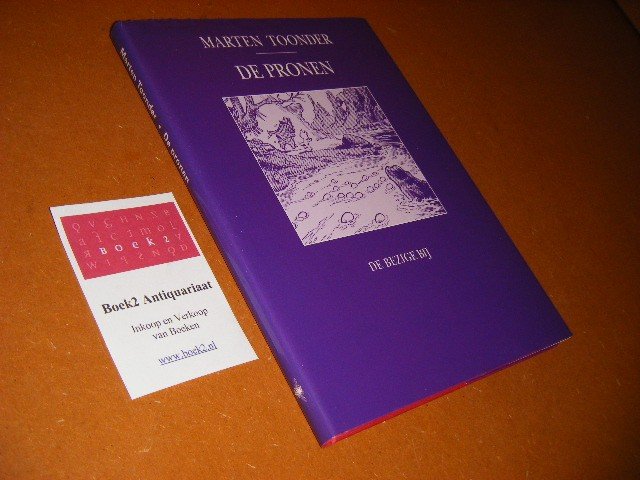 MARTEN TOONDER
DE PRONEN
DE BEZIGE BIJ
Marten Toonder • De pronen
BOEK2
Boek2 Antiquariaat
Inkoop en Verkoop
van Boeken
www.boek2.nl